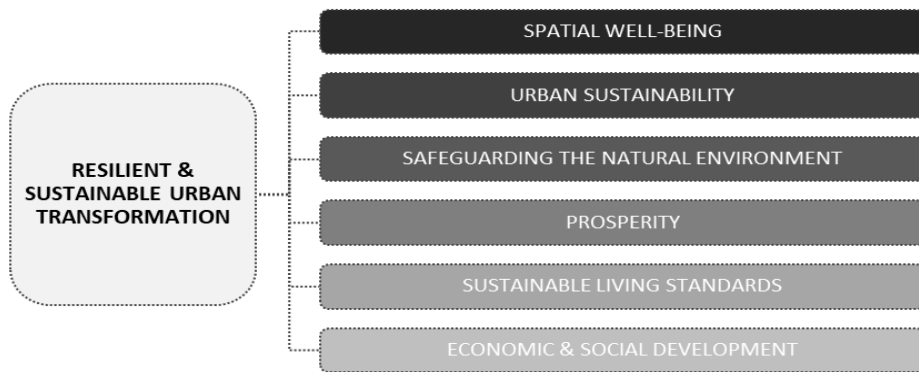 RESILIENT &
SUSTAINABLE URBAN
TRANSFORMATION
SPATIAL WELL-BEING
URBAN SUSTAINABILITY
SAFEGUARDING THE NATURAL ENVIRONMENT
PROSPERITY
SUSTAINABLE LIVING STANDARDS
ECONOMIC & SOCIAL DEVELOPMENT